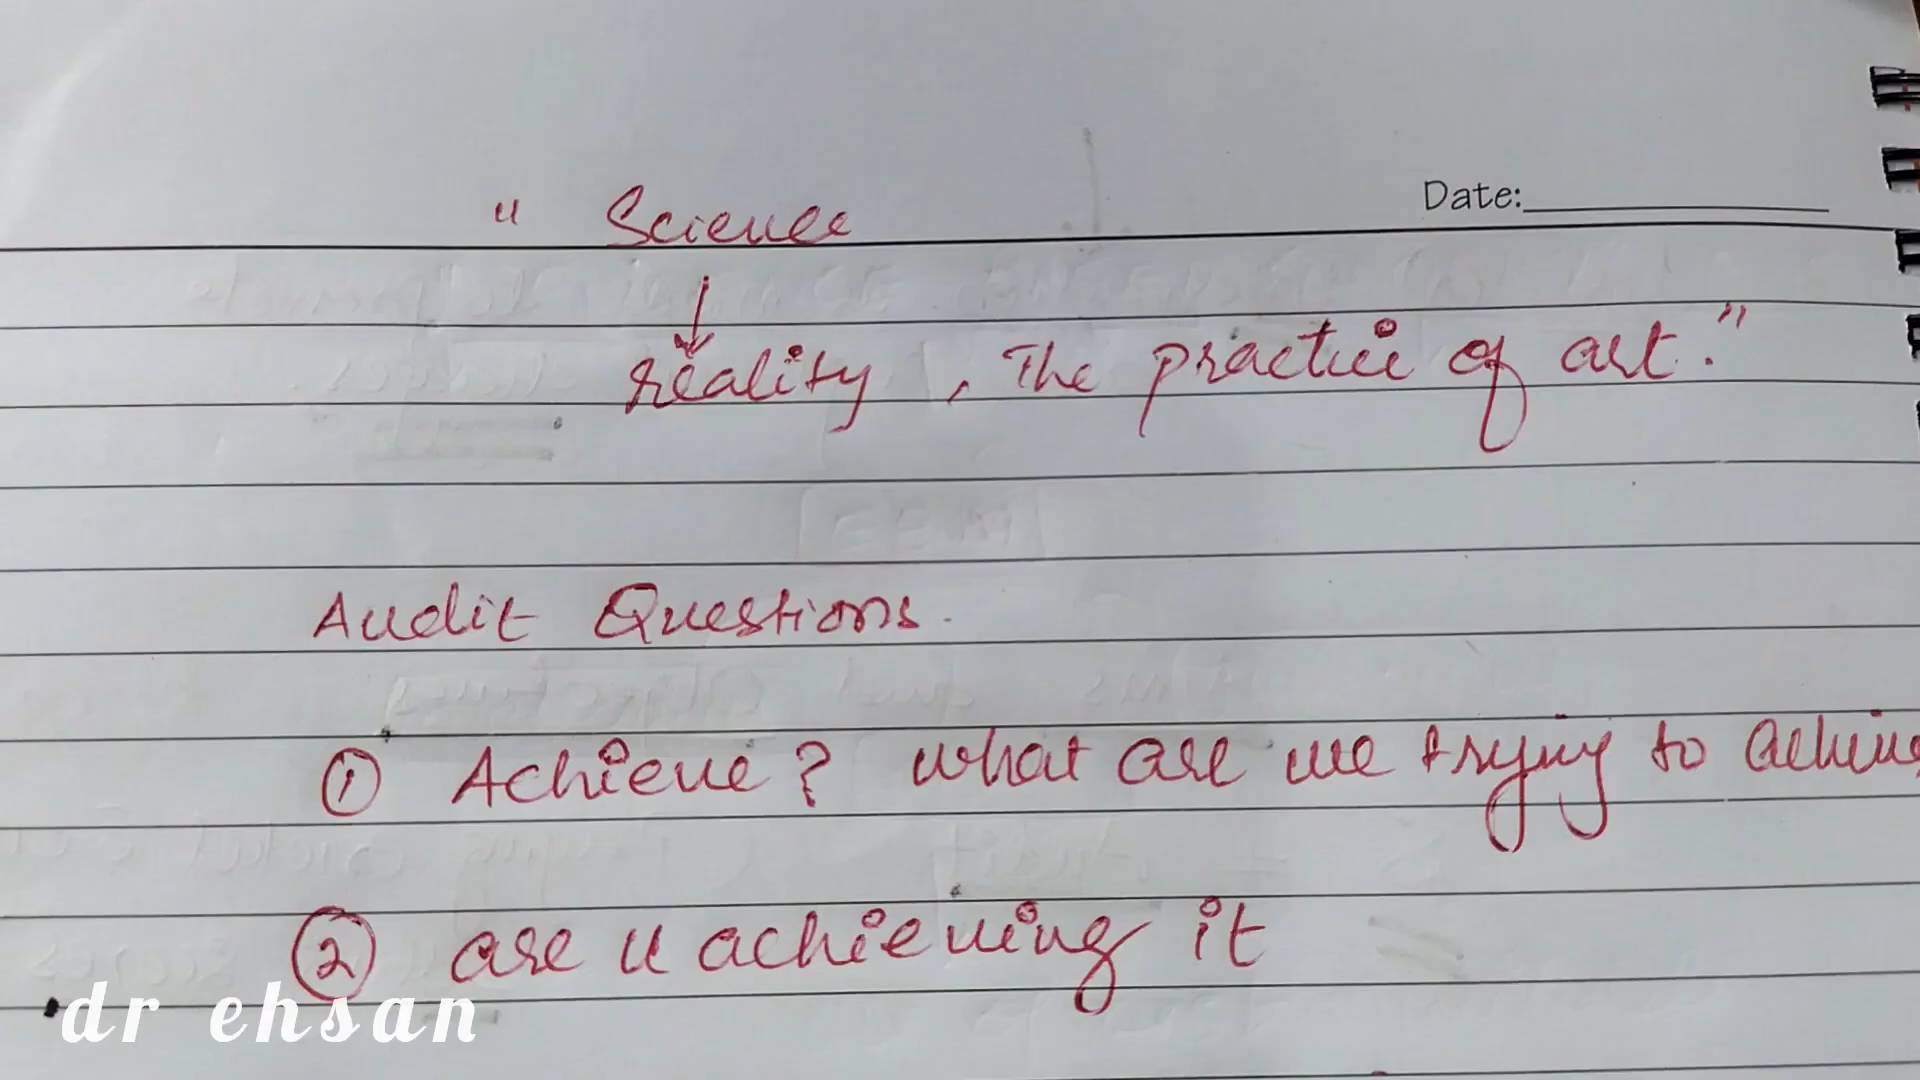 Date:
" Science
↓
reality, The practice of art."
Audit Questions.
① Achieve? what are we trying to achieve
② are u achieving it
dr ehsan